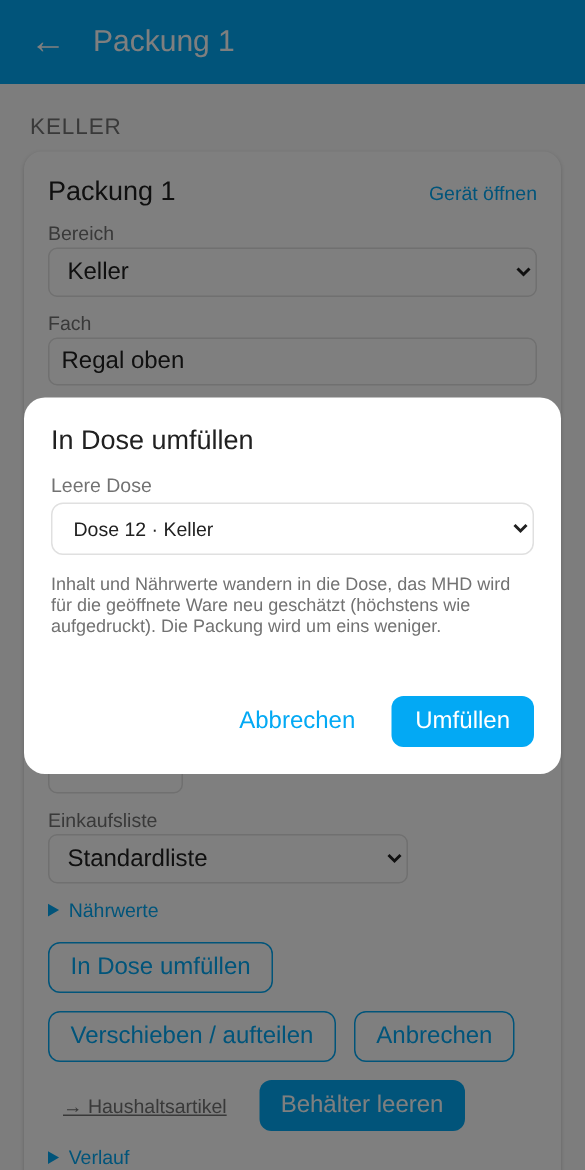 ← Packung 1
KELLER
Packung 1
Gerät öffnen
Bereich
Keller
Fach
Regal oben
In Dose umfüllen
Leere Dose
Dose 12 · Keller
Inhalt und Nährwerte wandern in die Dose, das MHD wird
für die geöffnete Ware neu geschätzt (höchstens wie
aufgedruckt). Die Packung wird um eins weniger.
Abbrechen
Umfüllen
Einkaufsliste
Standardliste
Nährwerte
In Dose umfüllen
Verschieben / aufteilen
Anbrechen
→ Haushaltsartikel
Behälter leeren
Verlauf